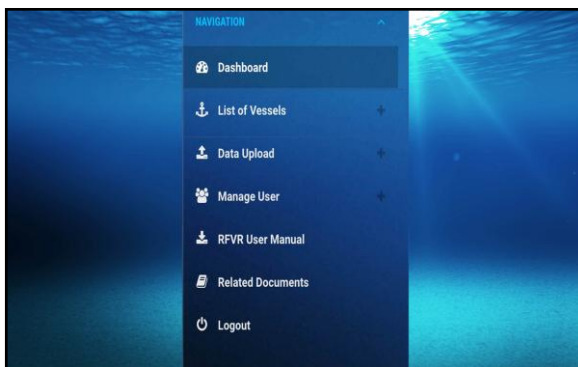 NAVIGATION
Dashboard
List of Vessels
Data Upload
Manage User
RFVR User Manual
Related Documents
Logout